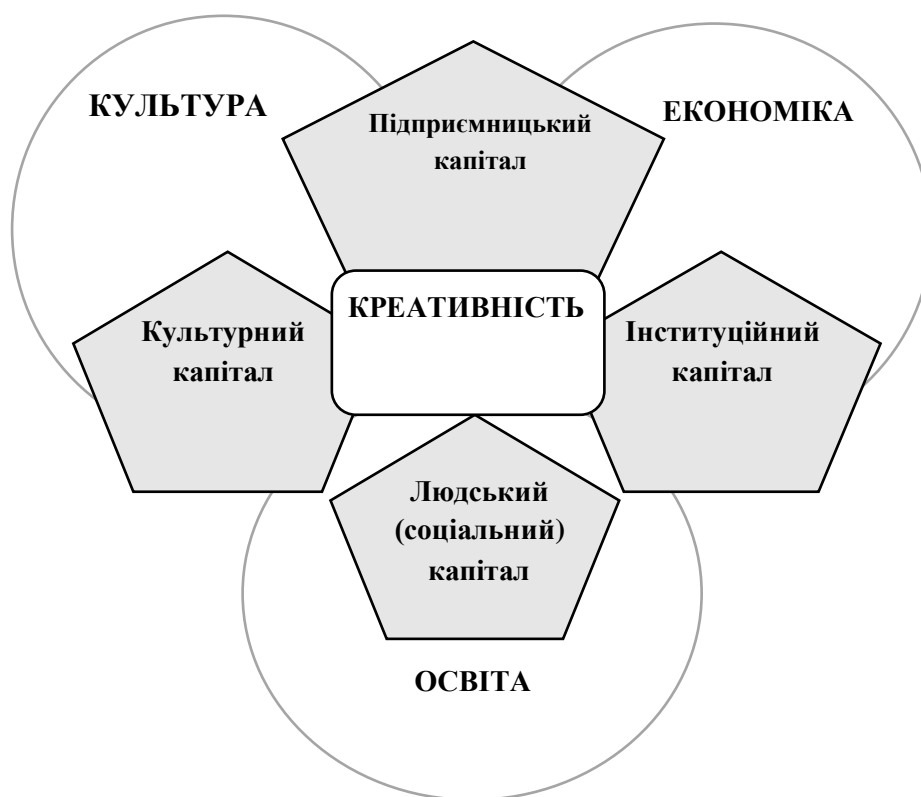 КУЛЬТУРА
ЕКОНОМІКА
Підприємницький
капітал
КРЕАТИВНІСТЬ
Культурний
капітал
Інституційний
капітал
Людський
(соціальний)
капітал
ОСВІТА